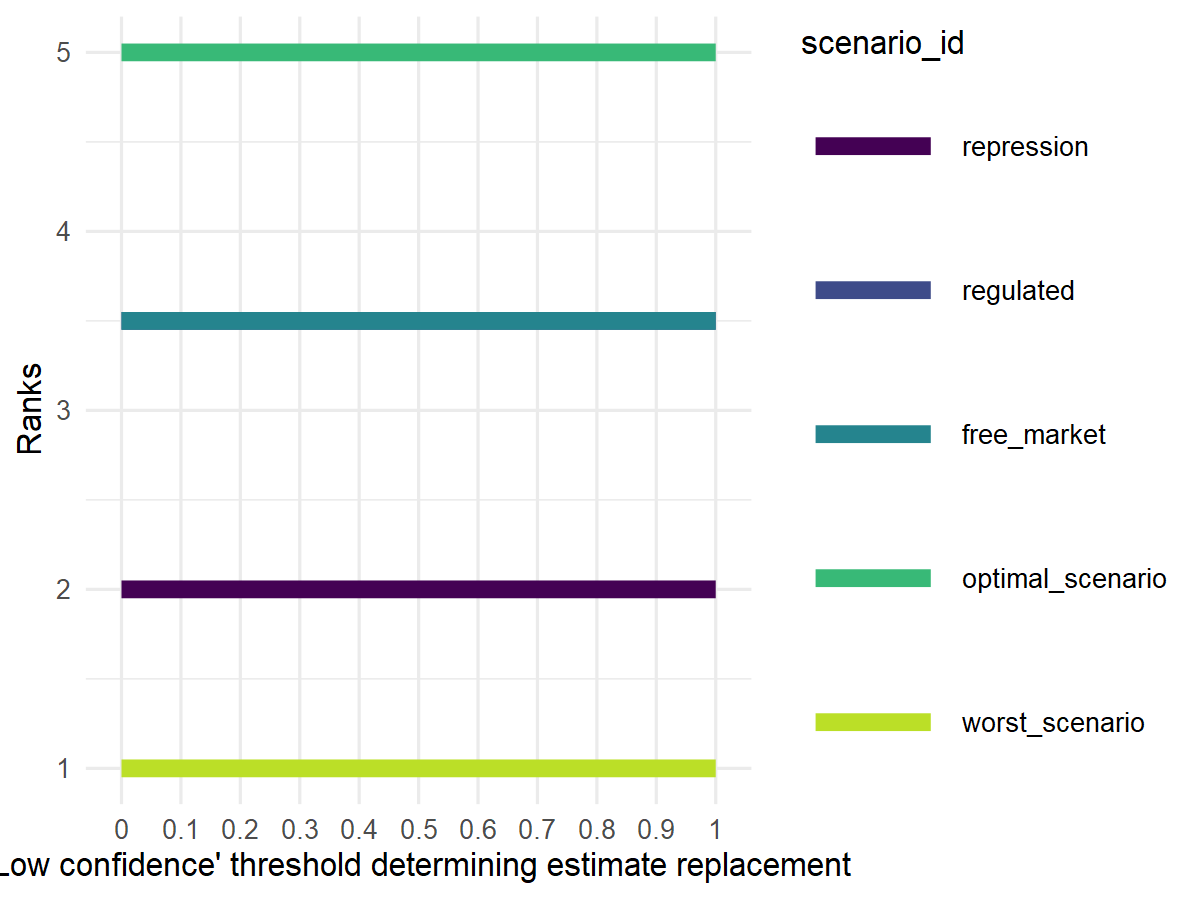 scenario_id
repression
regulated
free_market
optimal_scenario
worst_scenario
Ranks
5
4
3
2
1
0 0.1 0.2 0.3 0.4 0.5 0.6 0.7 0.8 0.9 1
Low confidence' threshold determining estimate replacement